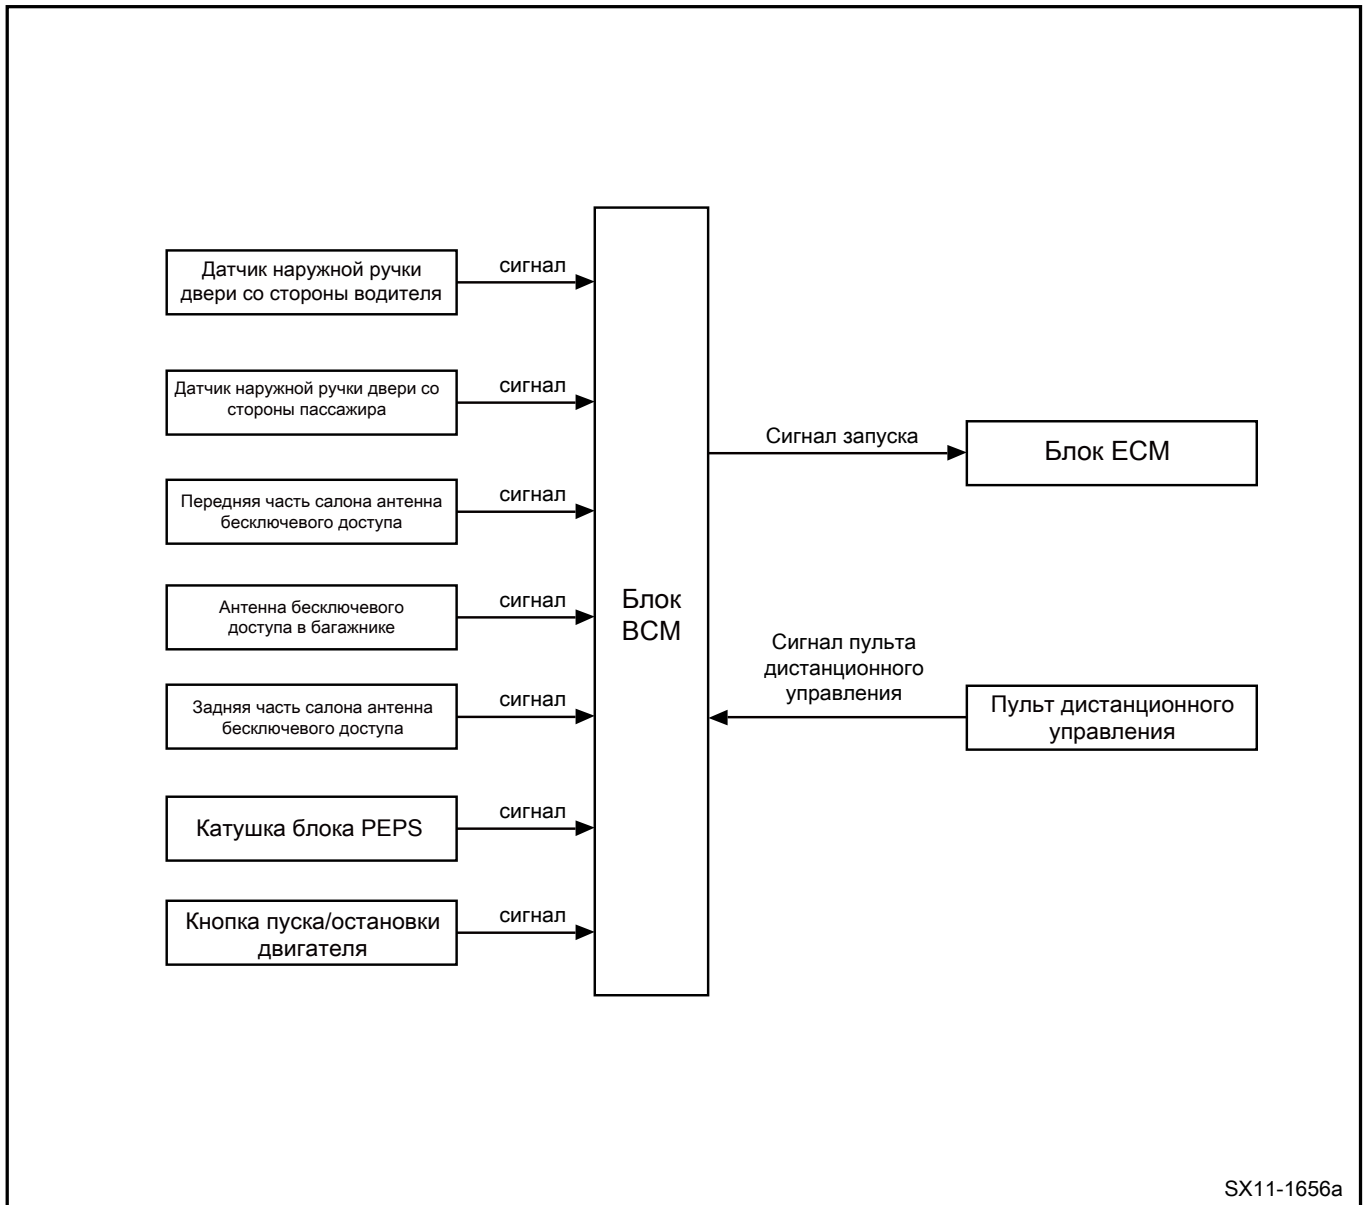 сигнал
Датчик наружной ручки
двери со стороны водителя
сигнал
Датчик наружной ручки двери со
стороны пассажира
Сигнал запуска
Блок ECM
сигнал
Передняя часть салона антенна
бесключевого доступа
сигнал
Антенна бесключевого
доступа в багажнике
Блок
BCM
Сигнал пульта
дистанционного
управления
сигнал
Задняя часть салона антенна
бесключевого доступа
Пульт дистанционного
управления
сигнал
Катушка блока PEPS
сигнал
Кнопка пуска/остановки
двигателя
SX11-1656a